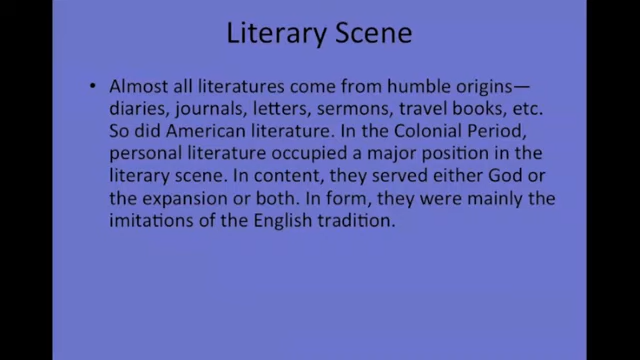 Literary Scene
• Almost all literatures come from humble origins—
diaries, journals, letters, sermons, travel books, etc.
So did American literature. In the Colonial Period,
personal literature occupied a major position in the
literary scene. In content, they served either God or
the expansion or both. In form, they were mainly the
imitations of the English tradition.